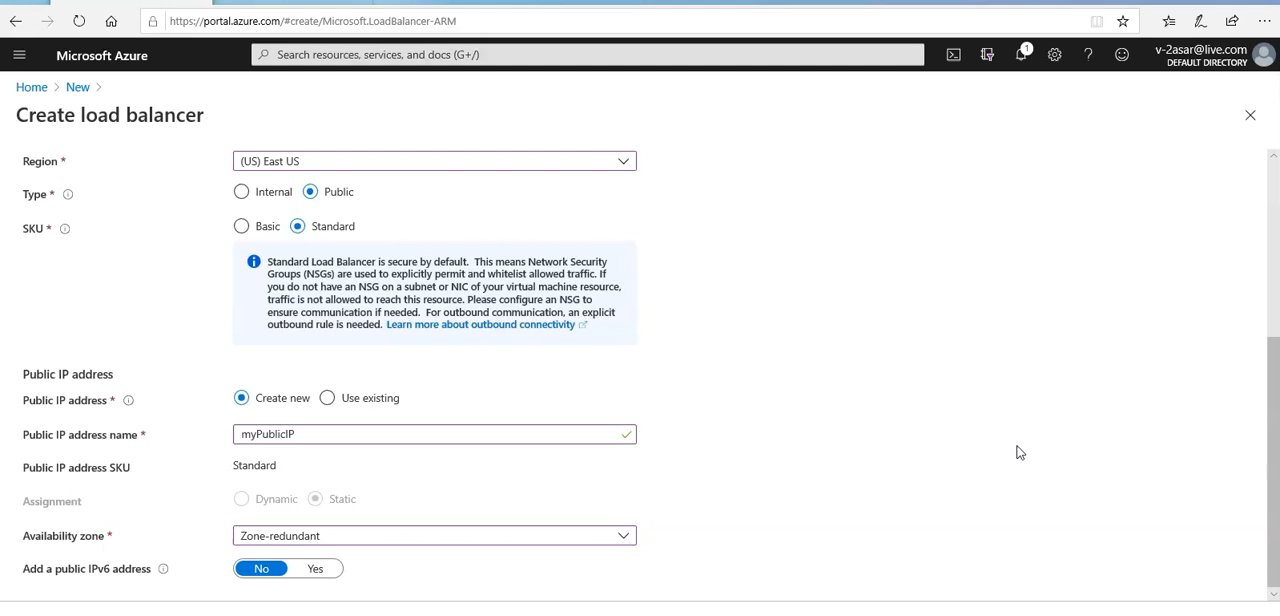 https://portal.azure.com/#create/Microsoft.LoadBalancer-ARM
Microsoft Azure
Search resources, services, and docs (G+/)
1
?
v-2asar@live.com
DEFAULT DIRECTORY
Home > New >
Create load balancer
Region *
(US) East US
Type *
Internal
Public
SKU *
Basic
Standard
Standard Load Balancer is secure by default. This means Network Security
Groups (NSGs) are used to explicitly permit and whitelist allowed traffic. If
you do not have an NSG on a subnet or NIC of your virtual machine resource,
traffic is not allowed to reach this resource. Please configure an NSG to
ensure communication if needed. For outbound communication, an explicit
outbound rule is needed. Learn more about outbound connectivity
Public IP address
Public IP address *
Create new
Use existing
Public IP address name *
myPublicIP
Public IP address SKU
Standard
Assignment
Dynamic
Static
Availability zone *
Zone-redundant
Add a public IPv6 address
No
Yes